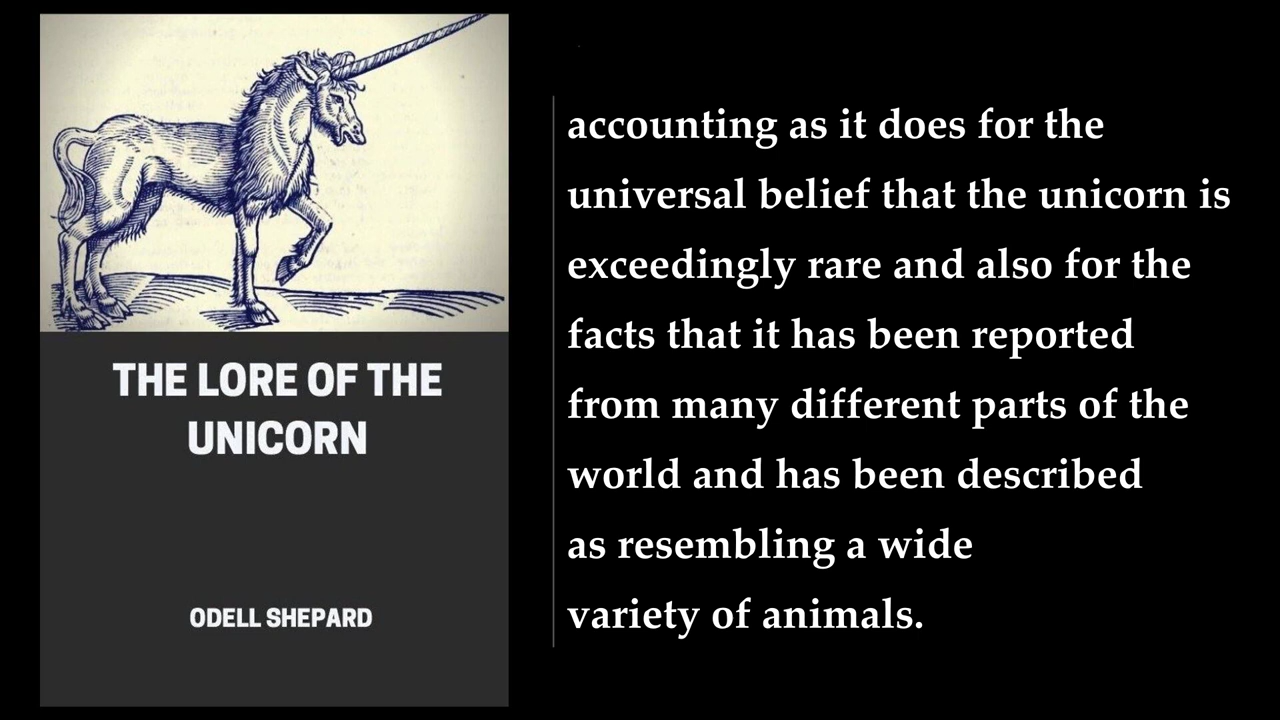 THE LORE OF THE
UNICORN
ODELL SHEPARD
accounting as it does for the
universal belief that the unicorn is
exceedingly rare and also for the
facts that it has been reported
from many different parts of the
world and has been described
as resembling a wide
variety of animals.